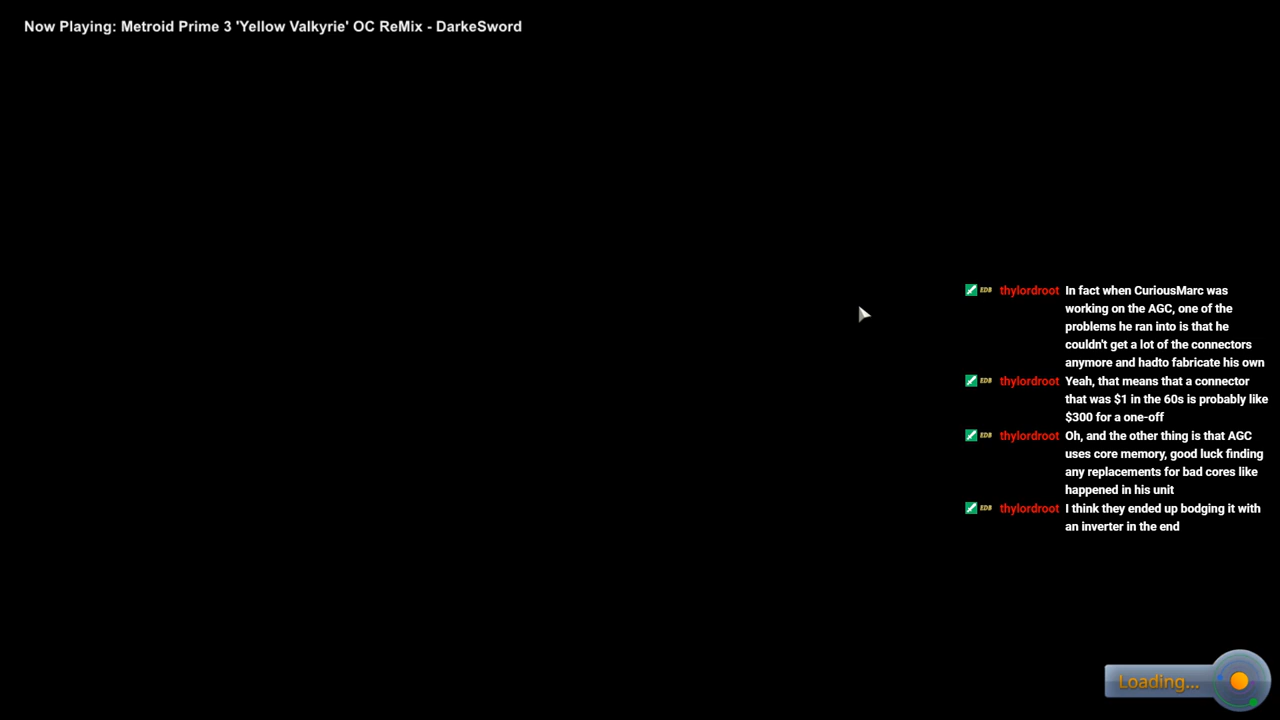 Now Playing: Metroid Prime 3 'Yellow Valkyrie' OC ReMix - DarkeSword
EDB thylordroot In fact when CuriousMarc was
working on the AGC, one of the
problems he ran into is that he
couldn't get a lot of the connectors
anymore and hadto fabricate his own
EDB thylordroot Yeah, that means that a connector
that was $1 in the 60s is probably like
$300 for a one-off
EDB thylordroot Oh, and the other thing is that AGC
uses core memory, good luck finding
any replacements for bad cores like
happened in his unit
EDB thylordroot I think they ended up bodging it with
an inverter in the end
Loading...